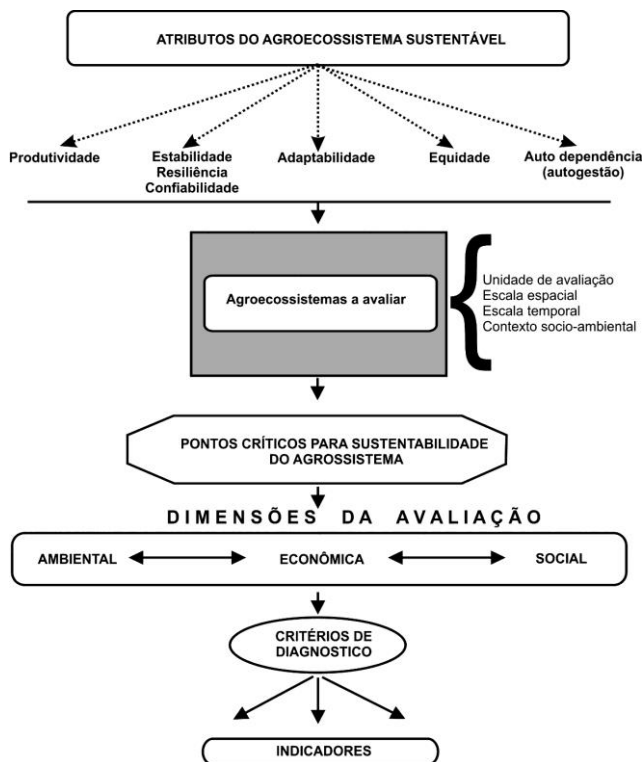 ATRIBUTOS DO AGROECOSSISTEMA SUSTENTÁVEL
Produtividade
Estabilidade
Resiliência
Confiabilidade
Adaptabilidade
Equidade
Auto dependência
(autogestão)
Agroecossistemas a avaliar
Unidade de avaliação
Escala espacial
Escala temporal
Contexto socio-ambiental
PONTOS CRÍTICOS PARA SUSTENTABILIDADE
DO AGROSSISTEMA
DIMENSÕES DA AVALIAÇÃO
AMBIENTAL
ECONÔMICA
SOCIAL
CRITÉRIOS DE
DIAGNOSTICO
INDICADORES